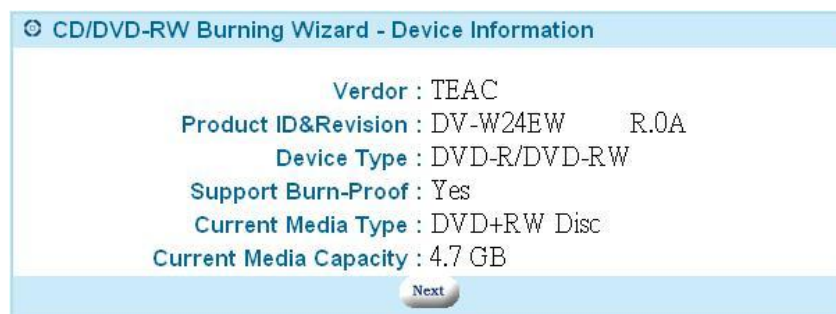 CD/DVD-RW Burning Wizard - Device Information
Verdor : TEAC
Product ID&Revision : DV-W24EW R.0A
Device Type : DVD-R/DVD-RW
Support Burn-Proof : Yes
Current Media Type : DVD+RW Disc
Current Media Capacity : 4.7 GB
Next